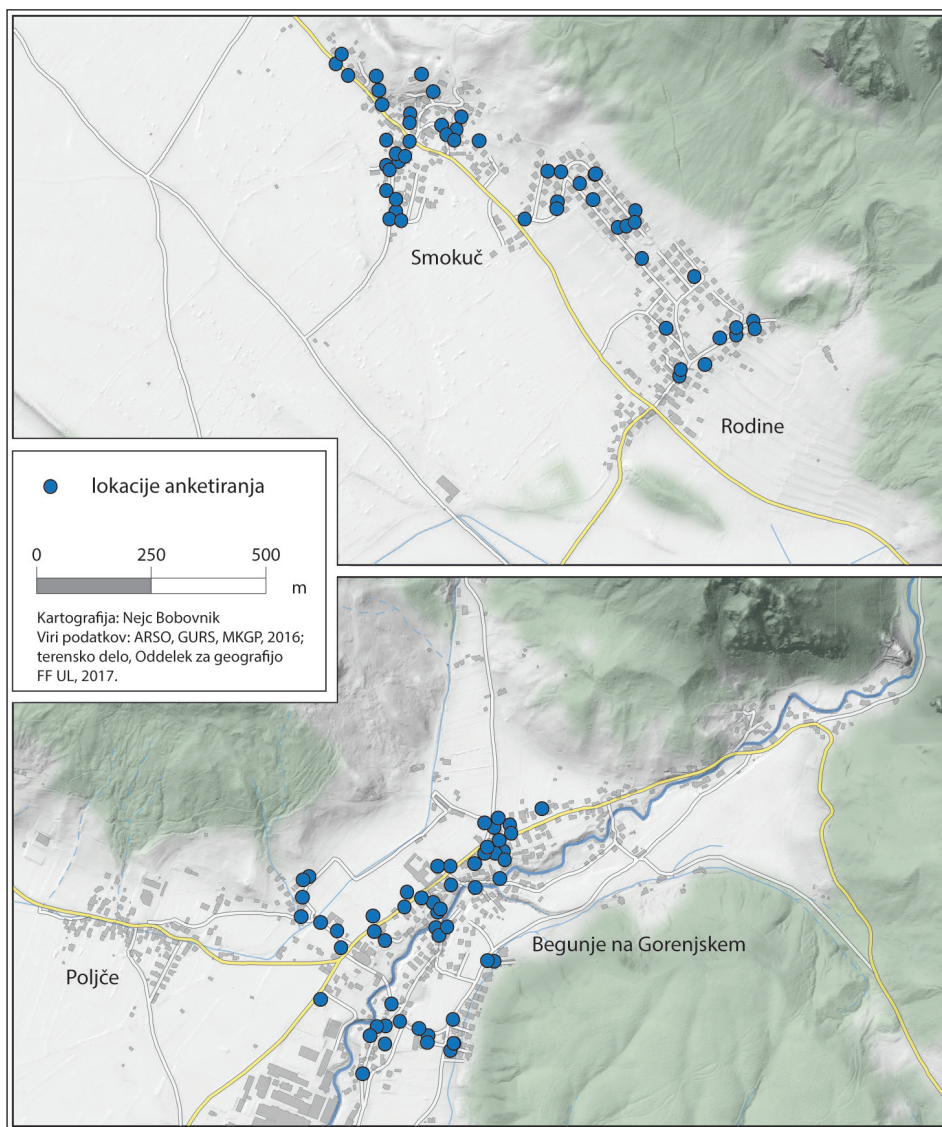 Smokuč
Rodine
lokacije anketiranja
0 250 500
m
Kartografija: Nejc Bobovnik
Viri podatkov: ARSO, GURS, MKGP, 2016;
terensko delo, Oddelek za geografijo
FF UL, 2017.
Begunje na Gorenjskem
Poljče